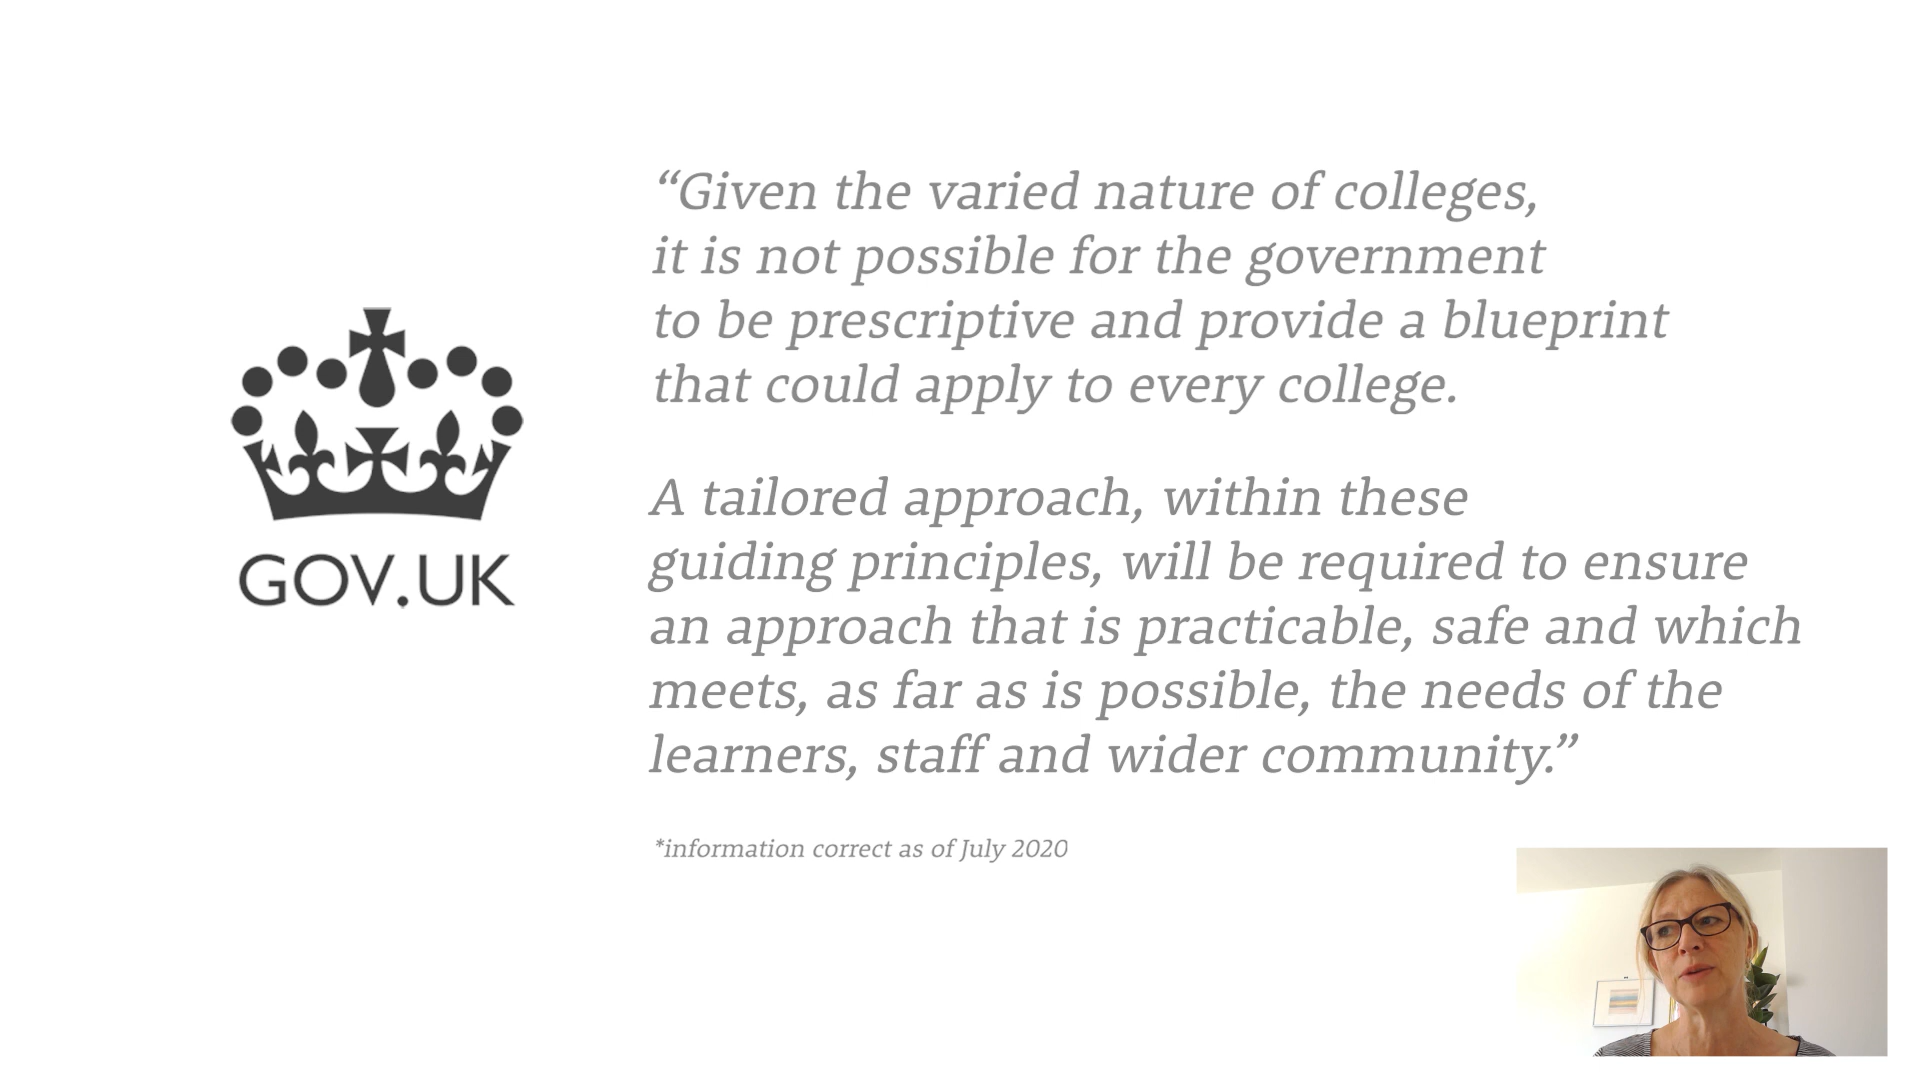 GOV.UK
“Given the varied nature of colleges,
it is not possible for the government
to be prescriptive and provide a blueprint
that could apply to every college.
A tailored approach, within these
guiding principles, will be required to ensure
an approach that is practicable, safe and which
meets, as far as is possible, the needs of the
learners, staff and wider community.”
*information correct as of July 2020